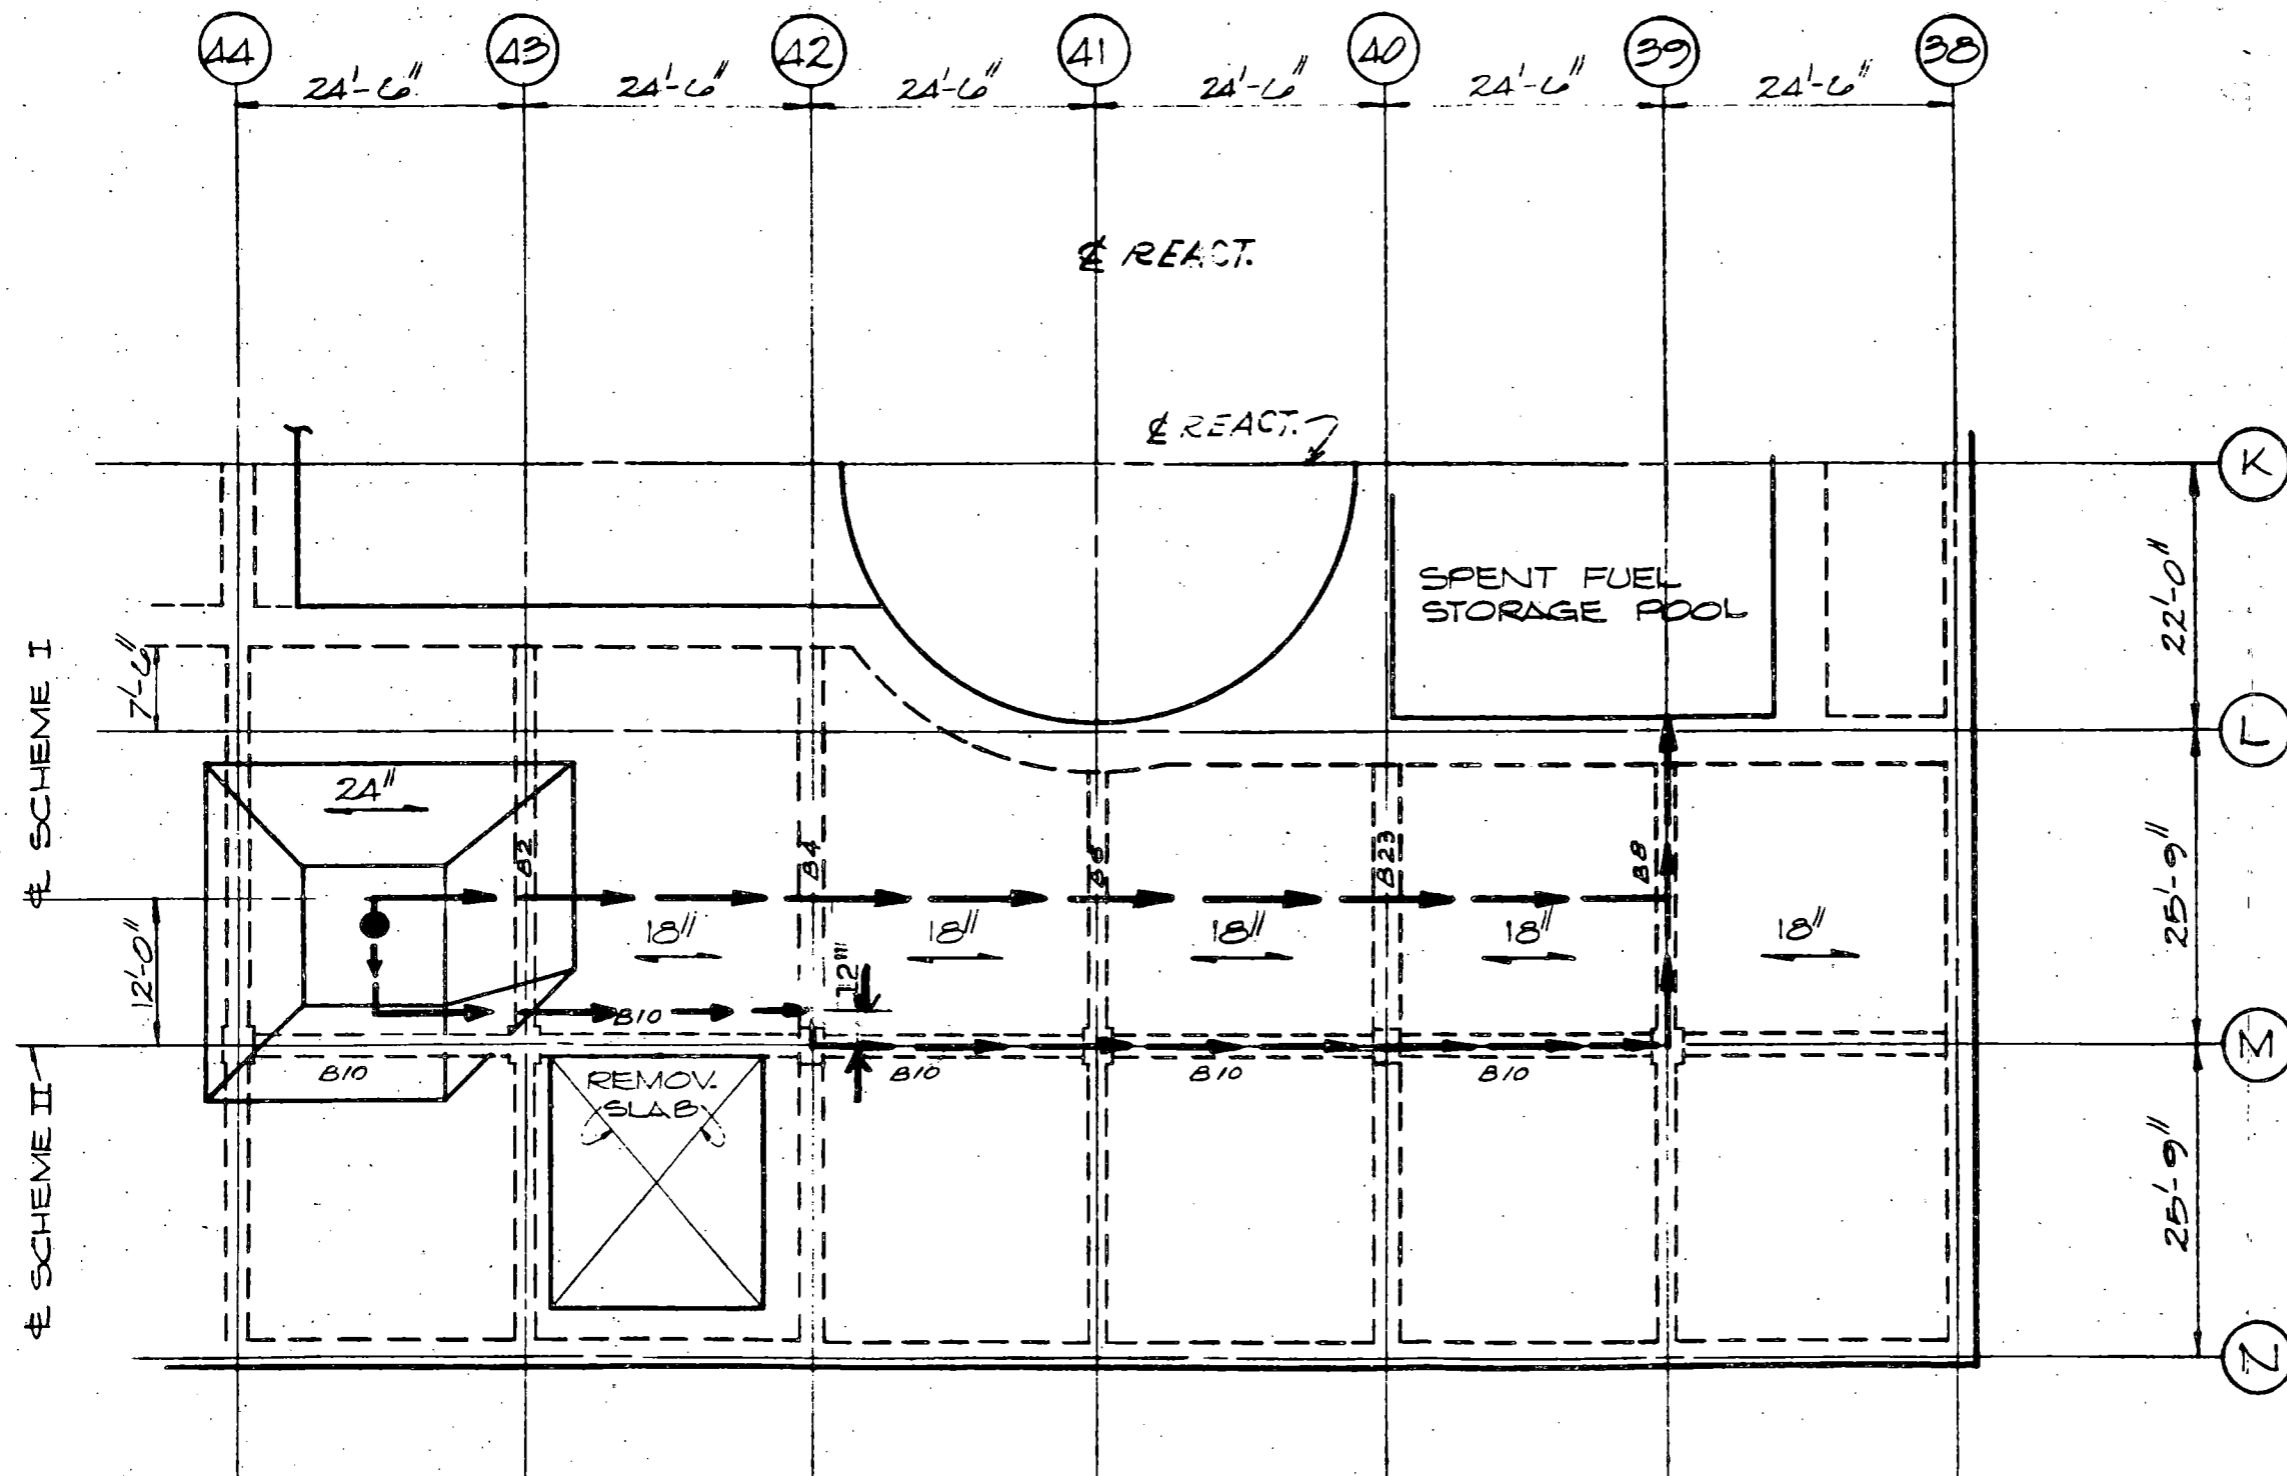 44 43 42 41 40 39 38
24'-6" 24'-6" 24'-6" 24'-6" 24'-6" 24'-6"
℄ REACT.
℄ REACT.
K
SPENT FUEL
STORAGE POOL
22'-0"
7'-6"
L
℄ SCHEME I
24"
B2
B4
B23
B8
25'-9"
12'-0"
18" 18" 18" 18" 18"
12"
B10
M
B10 B10 B10 B10
REMOV.
SLAB
℄ SCHEME II
25'-9"
Z